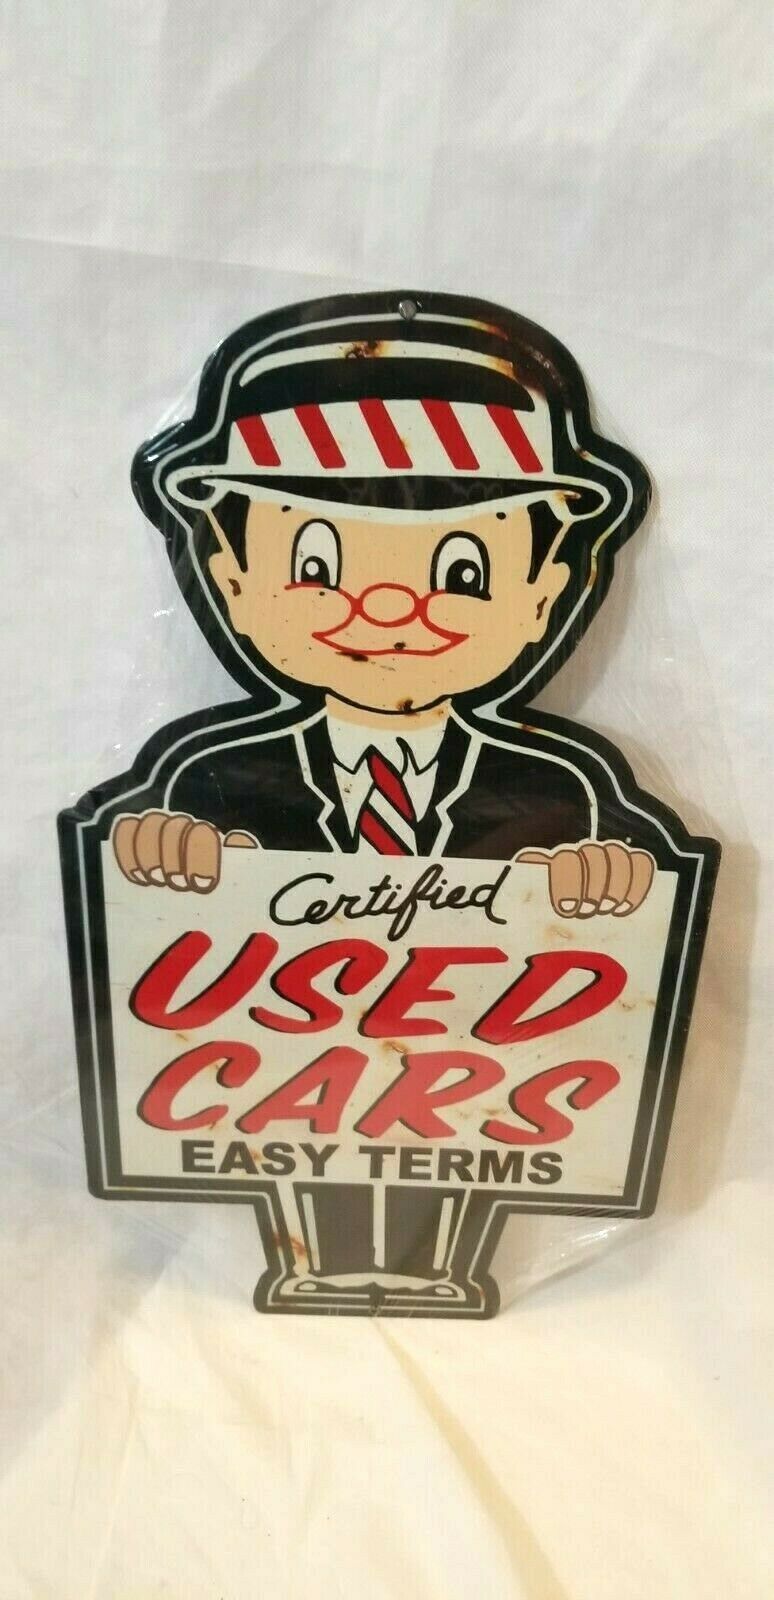 Certified
USED
CARS
EASY TERMS